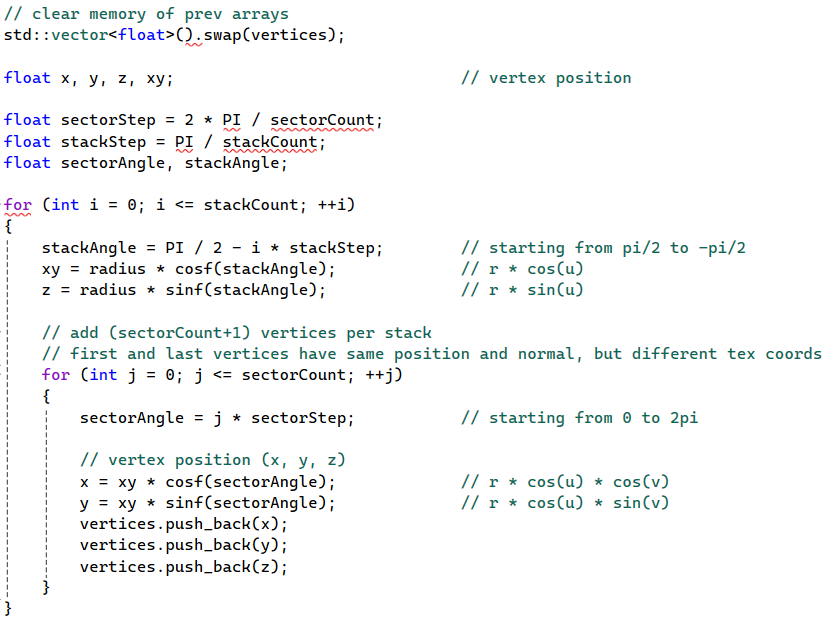 // clear memory of prev arrays
std::vector<float>().swap(vertices);
float x, y, z, xy; // vertex position
float sectorStep = 2 * PI / sectorCount;
float stackStep = PI / stackCount;
float sectorAngle, stackAngle;
for (int i = 0; i <= stackCount; ++i)
{
    stackAngle = PI / 2 - i * stackStep; // starting from pi/2 to -pi/2
    xy = radius * cosf(stackAngle); // r * cos(u)
    z = radius * sinf(stackAngle); // r * sin(u)
    // add (sectorCount+1) vertices per stack
    // first and last vertices have same position and normal, but different tex coords
    for (int j = 0; j <= sectorCount; ++j)
    {
        sectorAngle = j * sectorStep; // starting from 0 to 2pi
        // vertex position (x, y, z)
        x = xy * cosf(sectorAngle); // r * cos(u) * cos(v)
        y = xy * sinf(sectorAngle); // r * cos(u) * sin(v)
        vertices.push_back(x);
        vertices.push_back(y);
        vertices.push_back(z);
    }
}